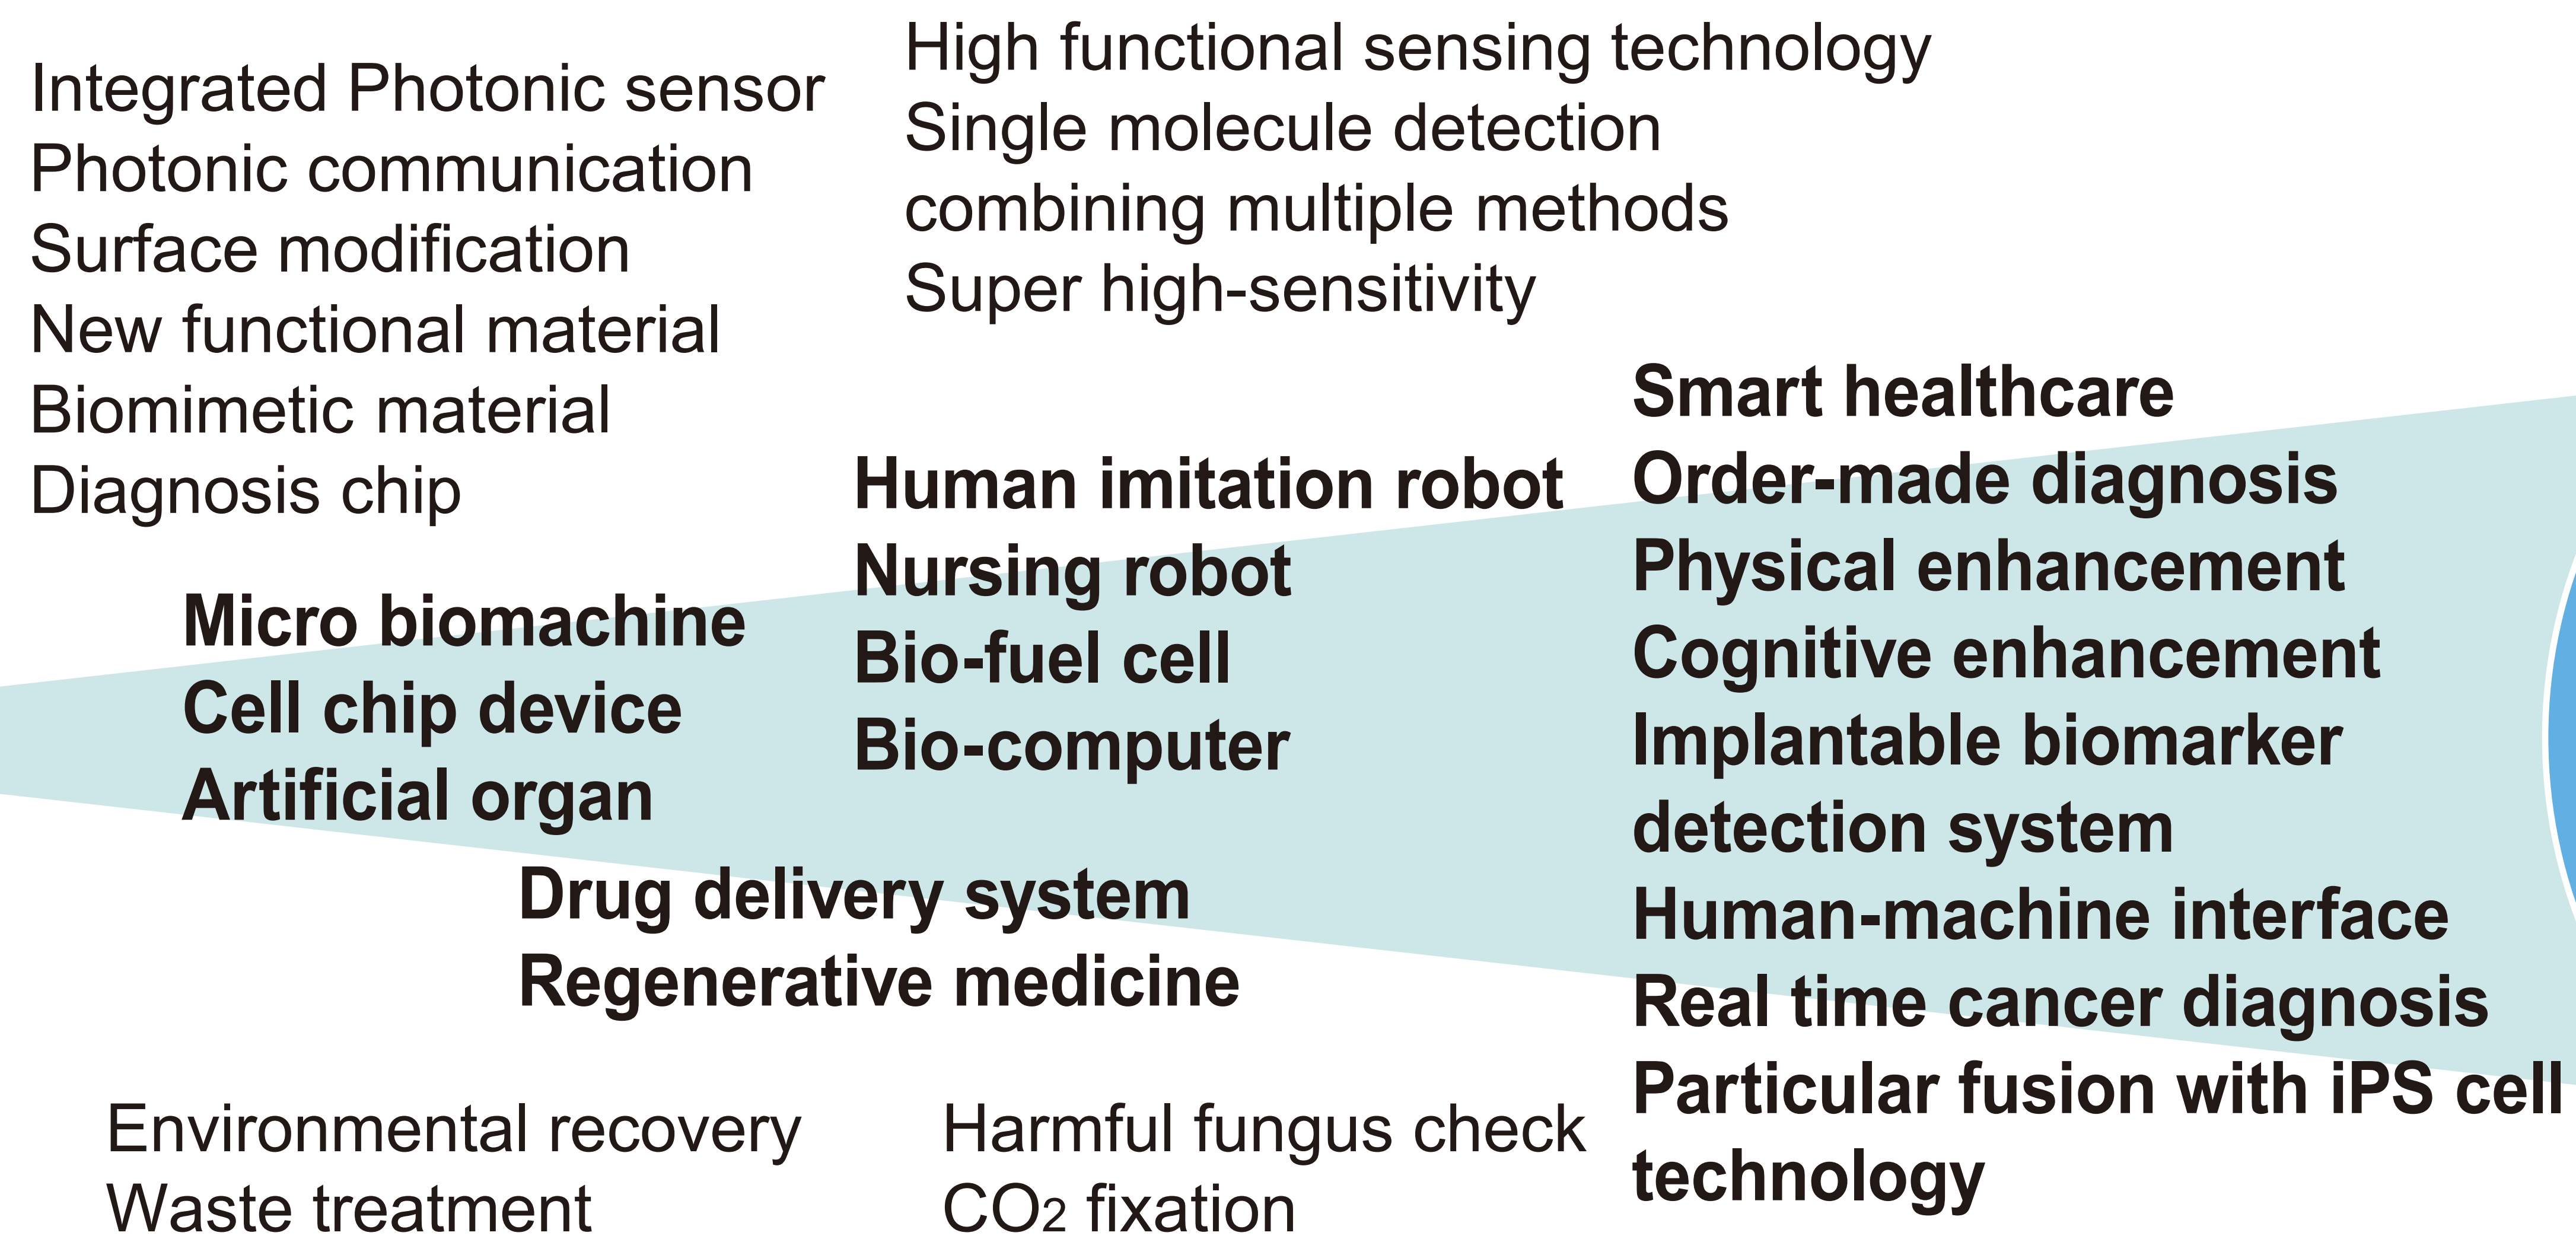 Integrated Photonic sensor
Photonic communication
Surface modification
New functional material
Biomimetic material
Diagnosis chip
High functional sensing technology
Single molecule detection
combining multiple methods
Super high-sensitivity
Micro biomachine
Cell chip device
Artificial organ
Human imitation robot
Nursing robot
Bio-fuel cell
Bio-computer
Drug delivery system
Regenerative medicine
Smart healthcare
Order-made diagnosis
Physical enhancement
Cognitive enhancement
Implantable biomarker
detection system
Human-machine interface
Real time cancer diagnosis
Particular fusion with iPS cell
technology
Environmental recovery
Waste treatment
Harmful fungus check
CO2 fixation